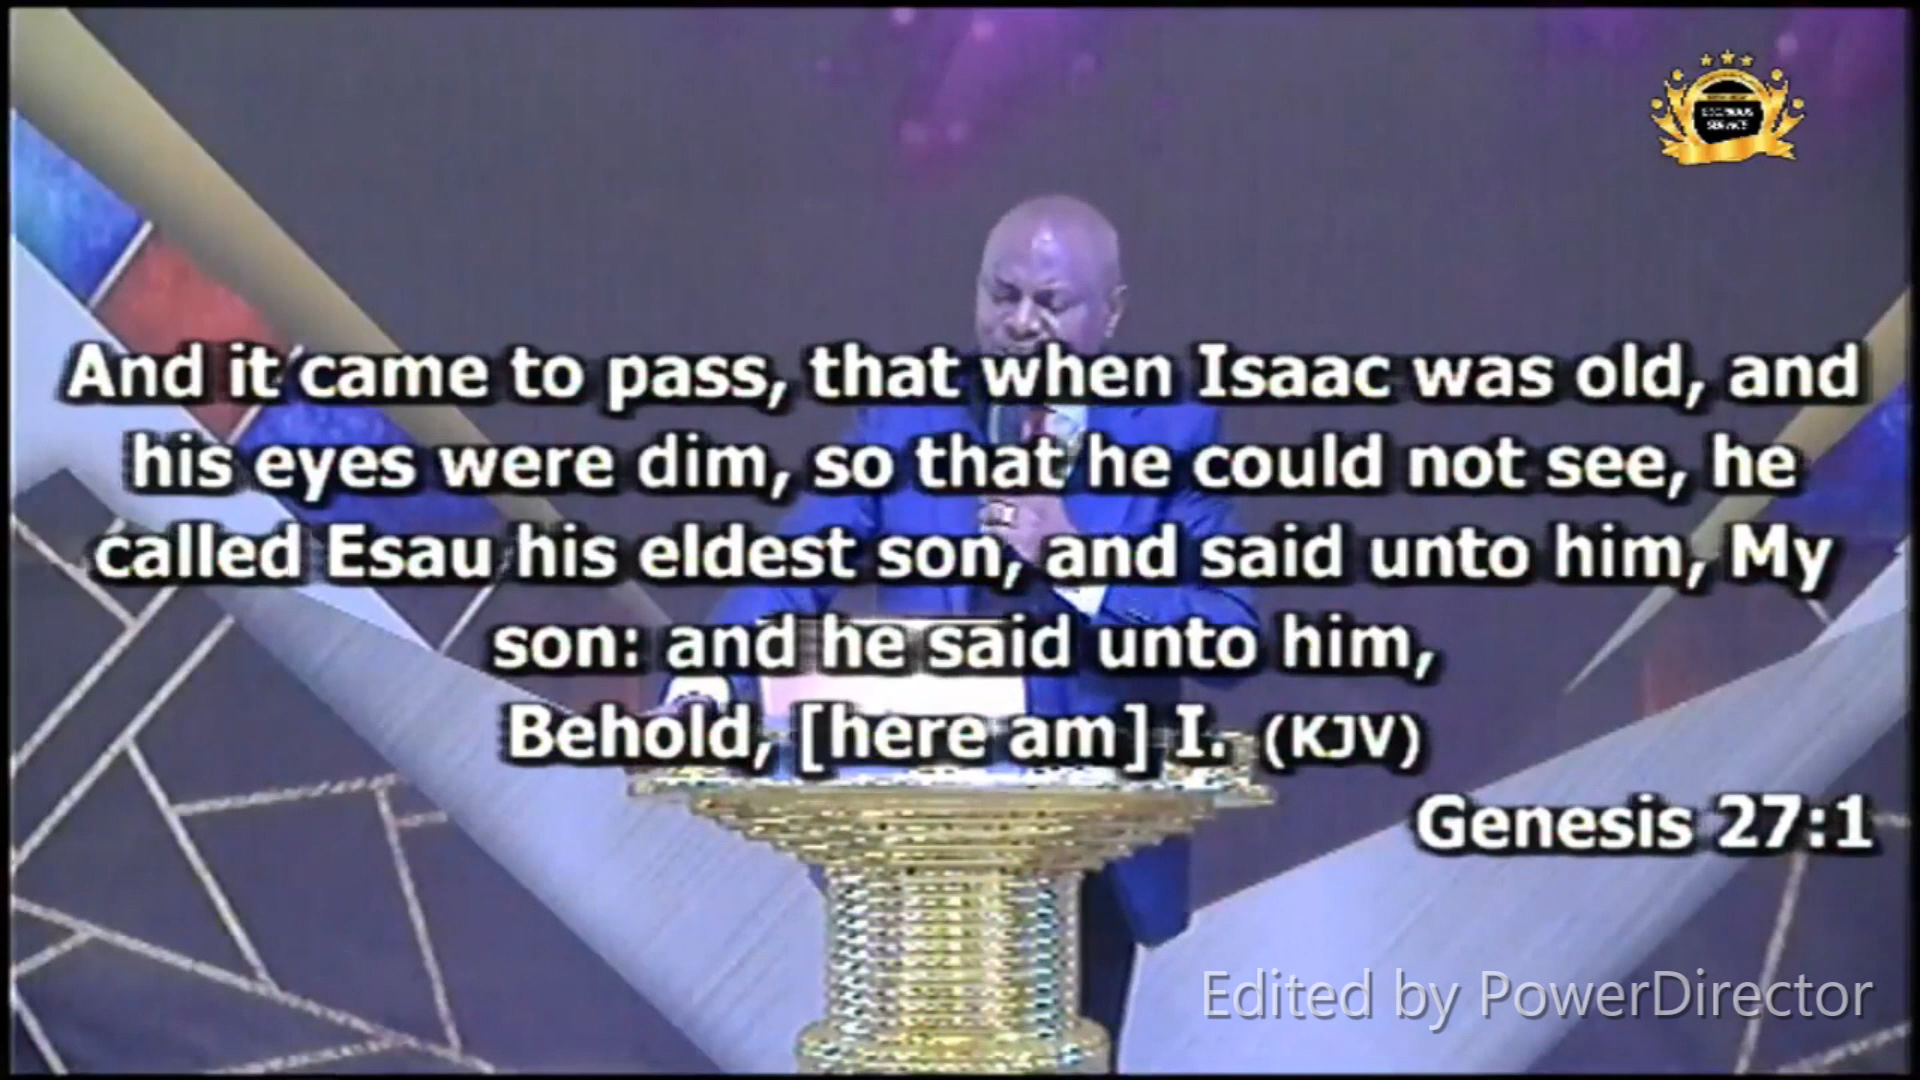 And it came to pass, that when Isaac was old, and
his eyes were dim, so that he could not see, he
called Esau his eldest son, and said unto him, My
son: and he said unto him,
Behold, [here am] I. (KJV)
Genesis 27:1
Edited by PowerDirector